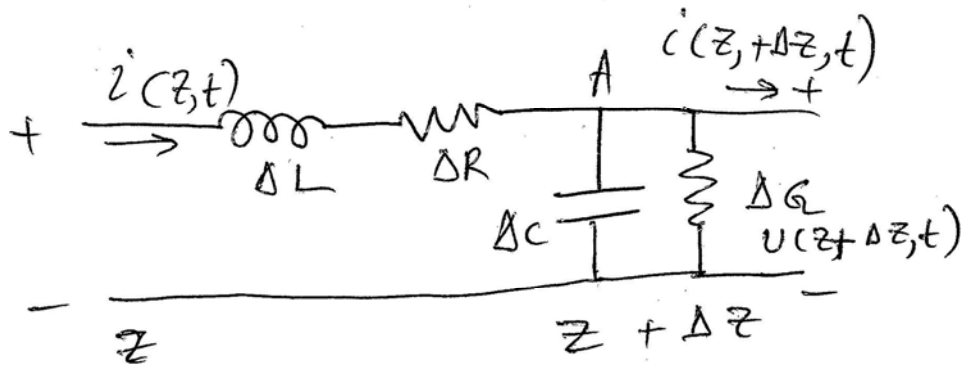 i(z,+Δz,t)
i(z,t) A
+ → → +
ΔL ΔR
ΔC ΔG
υ(z+Δz,t)
- -
z z + Δz